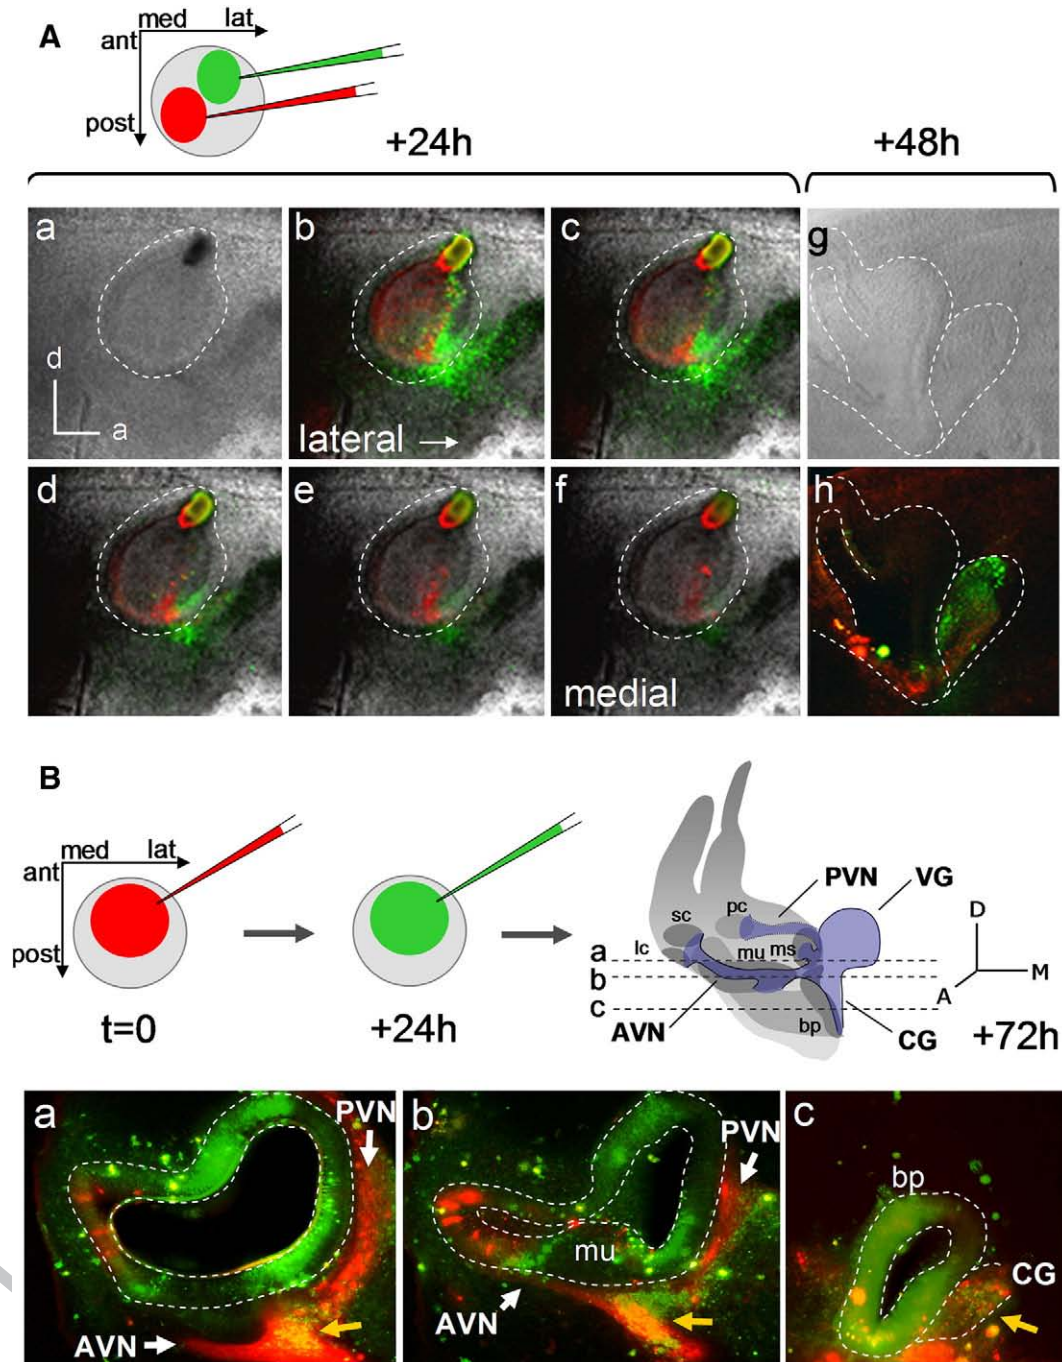 A
med lat
ant
post
+24h
+48h
a
b
c
g
d
a
lateral
d
e
f
h
medial
B
med lat
ant
post
t=0
+24h
PVN
VG
sc
pc
lc
mu
ms
a
b
c
AVN
bp
CG
D
M
A
+72h
a
PVN
AVN
b
PVN
mu
AVN
c
bp
CG